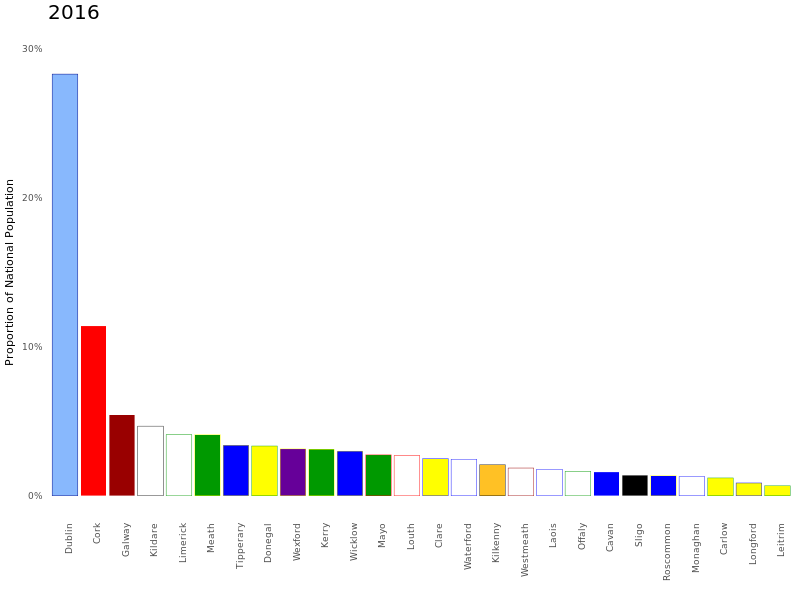 2016
Proportion of National Population
30%
20%
10%
0%
Dublin
Cork
Galway
Kildare
Limerick
Meath
Tipperary
Donegal
Wexford
Kerry
Wicklow
Mayo
Louth
Clare
Waterford
Kilkenny
Westmeath
Laois
Offaly
Cavan
Sligo
Roscommon
Monaghan
Carlow
Longford
Leitrim